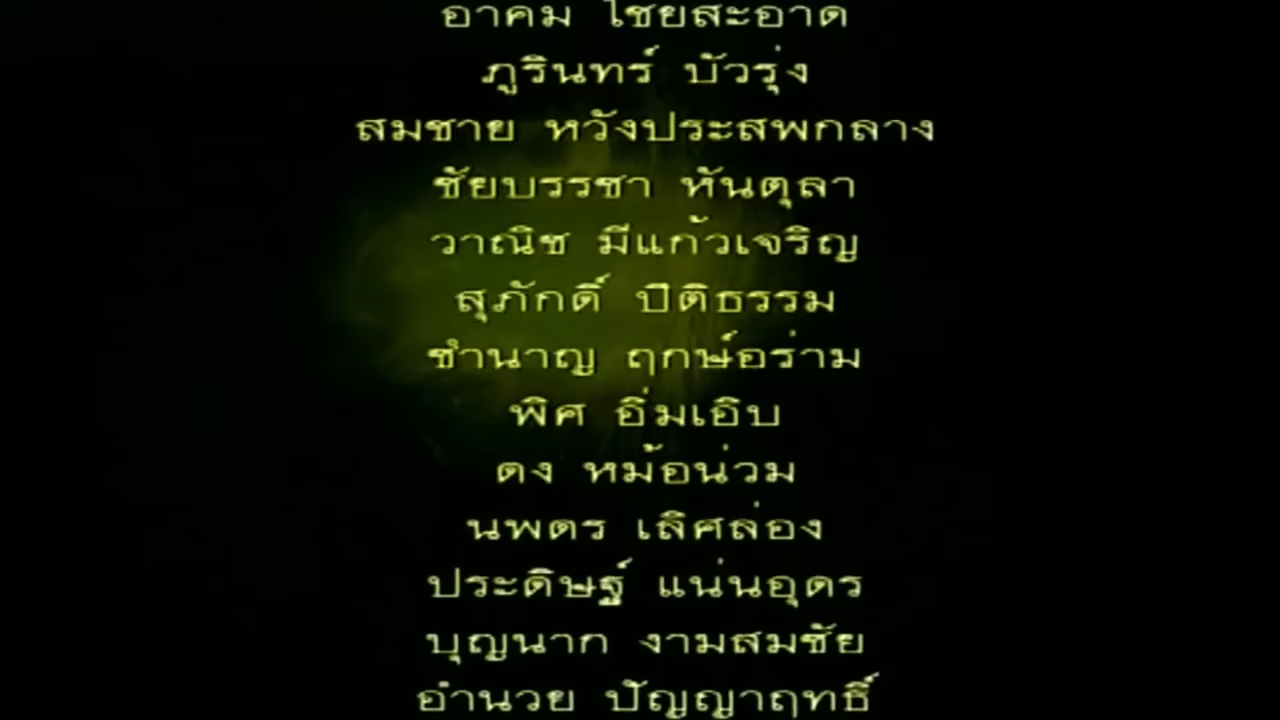 อาคม ไชยสะอาด
ภูรินทร์ บัวรุ่ง
สมชาย หวังประสพกลาง
ชัยบรรชา หันตุลา
วาณิช มีแก้วเจริญ
สุภักดิ์ ปิติธรรม
ชำนาญ ฤกษ์อร่าม
พิศ อิ่มเอิบ
ดง หม้อน่วม
นพดร เลิศล่อง
ประดิษฐ์ แน่นอุดร
บุญนาก งามสมชัย
อำนวย ปัญญาฤทธิ์